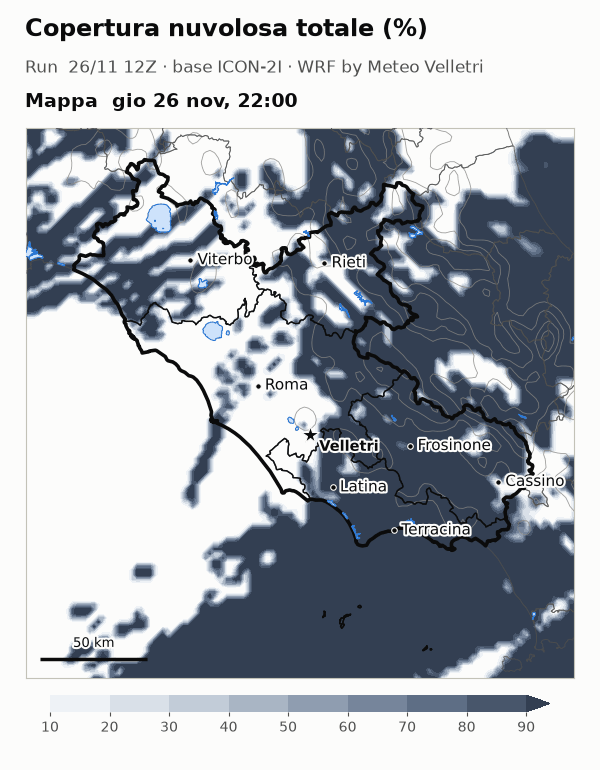 Copertura nuvolosa totale (%)
Run 26/11 12Z · base ICON-2I · WRF by Meteo Velletri
Mappa gio 26 nov, 22:00
Viterbo
Rieti
Roma
Velletri
Frosinone
Cassino
Latina
Terracina
50 km
10 20 30 40 50 60 70 80 90